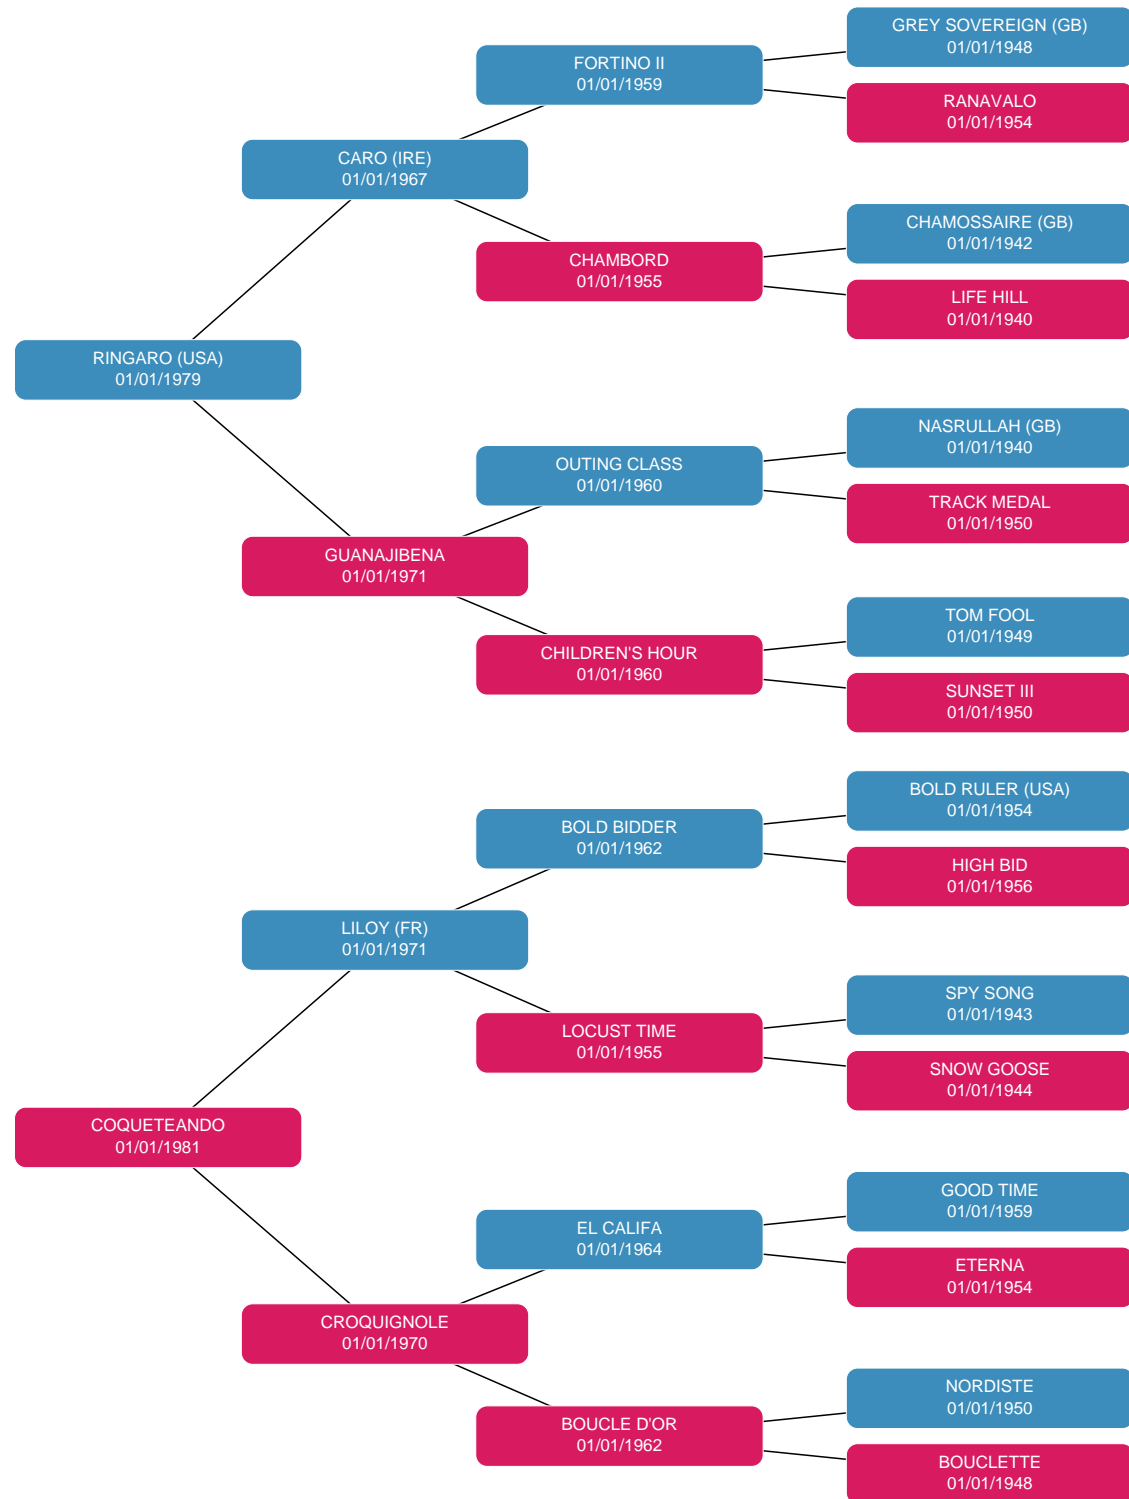 GREY SOVEREIGN (GB)
01/01/1948
FORTINO II
01/01/1959
RANAVALO
01/01/1954
CARO (IRE)
01/01/1967
CHAMOSSAIRE (GB)
01/01/1942
CHAMBORD
01/01/1955
LIFE HILL
01/01/1940
RINGARO (USA)
01/01/1979
NASRULLAH (GB)
01/01/1940
OUTING CLASS
01/01/1960
TRACK MEDAL
01/01/1950
GUANAJIBENA
01/01/1971
TOM FOOL
01/01/1949
CHILDREN'S HOUR
01/01/1960
SUNSET III
01/01/1950
BOLD RULER (USA)
01/01/1954
BOLD BIDDER
01/01/1962
HIGH BID
01/01/1956
LILOY (FR)
01/01/1971
SPY SONG
01/01/1943
LOCUST TIME
01/01/1955
SNOW GOOSE
01/01/1944
COQUETEANDO
01/01/1981
GOOD TIME
01/01/1959
EL CALIFA
01/01/1964
ETERNA
01/01/1954
CROQUIGNOLE
01/01/1970
NORDISTE
01/01/1950
BOUCLE D'OR
01/01/1962
BOUCLETTE
01/01/1948